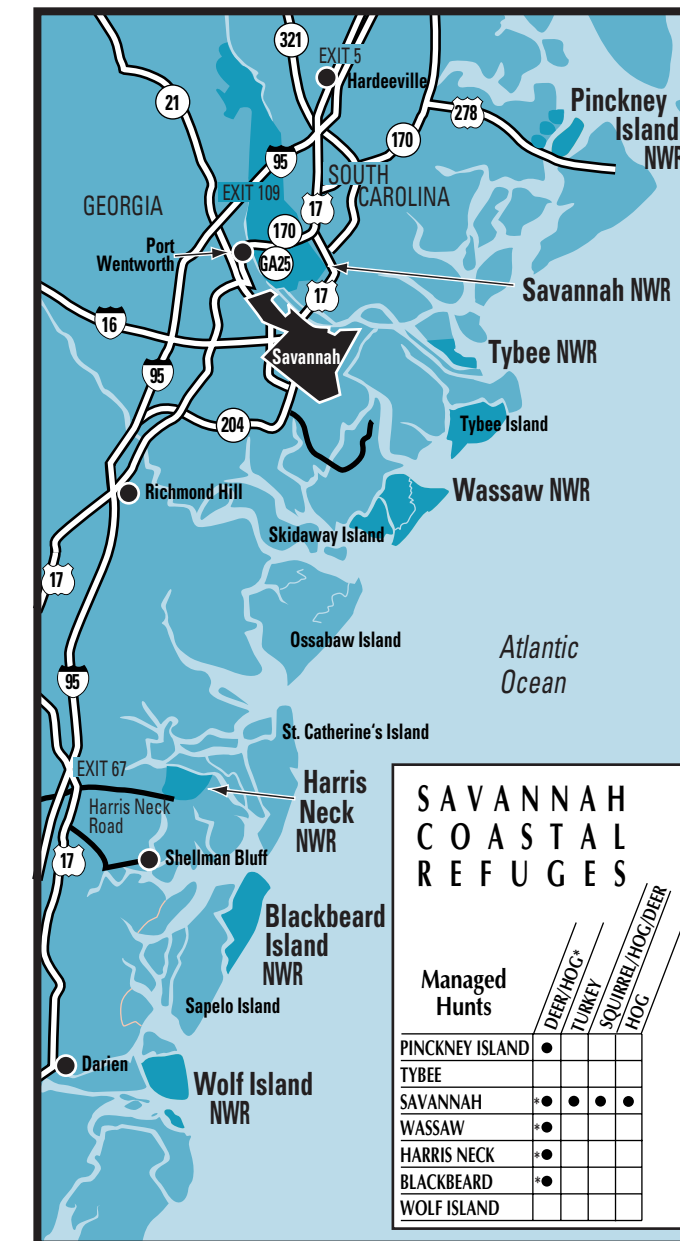 321
EXIT 5
Hardeeville
21
278
Pinckney
Island
NWR
170
95
SOUTH
CAROLINA
EXIT 109
GEORGIA
17
170
Port
Wentworth
GA25
17
Savannah NWR
16
Savannah
Tybee NWR
95
204
Tybee Island
Richmond Hill
Wassaw NWR
Skidaway Island
17
Ossabaw Island
Atlantic
Ocean
95
St. Catherine's Island
EXIT 67
Harris
Neck
NWR
Harris Neck
Road
17
Shellman Bluff
Blackbeard
Island
NWR
Sapelo Island
Darien
Wolf Island
NWR
SAVANNAH
COASTAL
REFUGES
Managed
Hunts
DEER/HOG*
TURKEY
SQUIRREL/HOG/DEER
HOG
PINCKNEY ISLAND ●
TYBEE
SAVANNAH *● ● ● ●
WASSAW *●
HARRIS NECK *●
BLACKBEARD *●
WOLF ISLAND